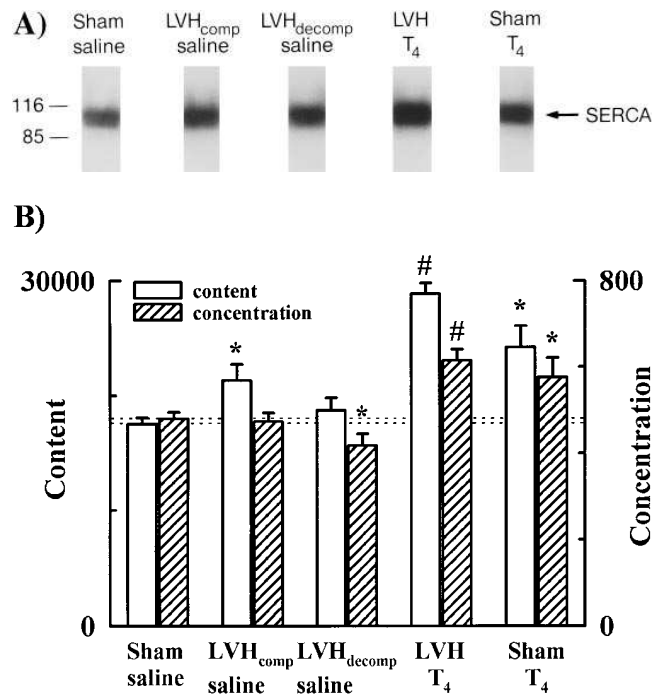 A)
Sham saline
LVHcomp saline
LVHdecomp saline
LVH T4
Sham T4
116
85
SERCA
B)
30000
800
content
concentration
#
#
*
*
*
*
Content
Concentration
0
0
Sham saline
LVHcomp saline
LVHdecomp saline
LVH T4
Sham T4